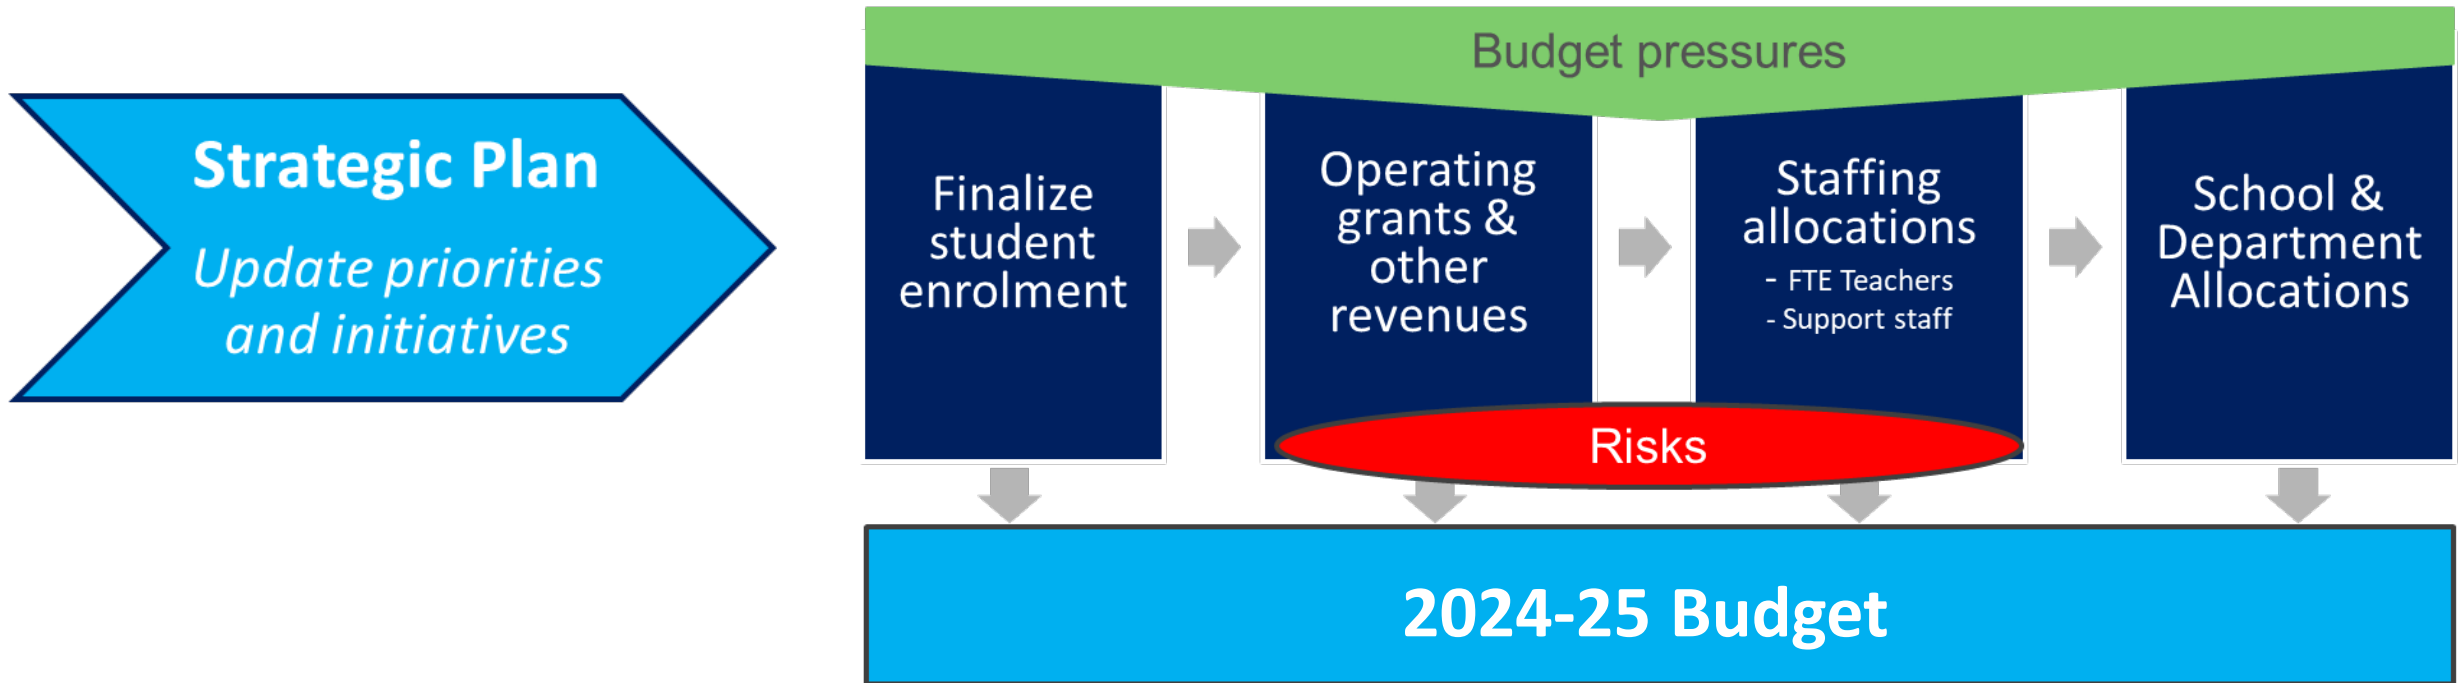 Budget pressures
Strategic Plan
Update priorities
and initiatives
Finalize
student
enrolment
Operating
grants &
other
revenues
Staffing
allocations
- FTE Teachers
- Support staff
School &
Department
Allocations
Risks
2024-25 Budget